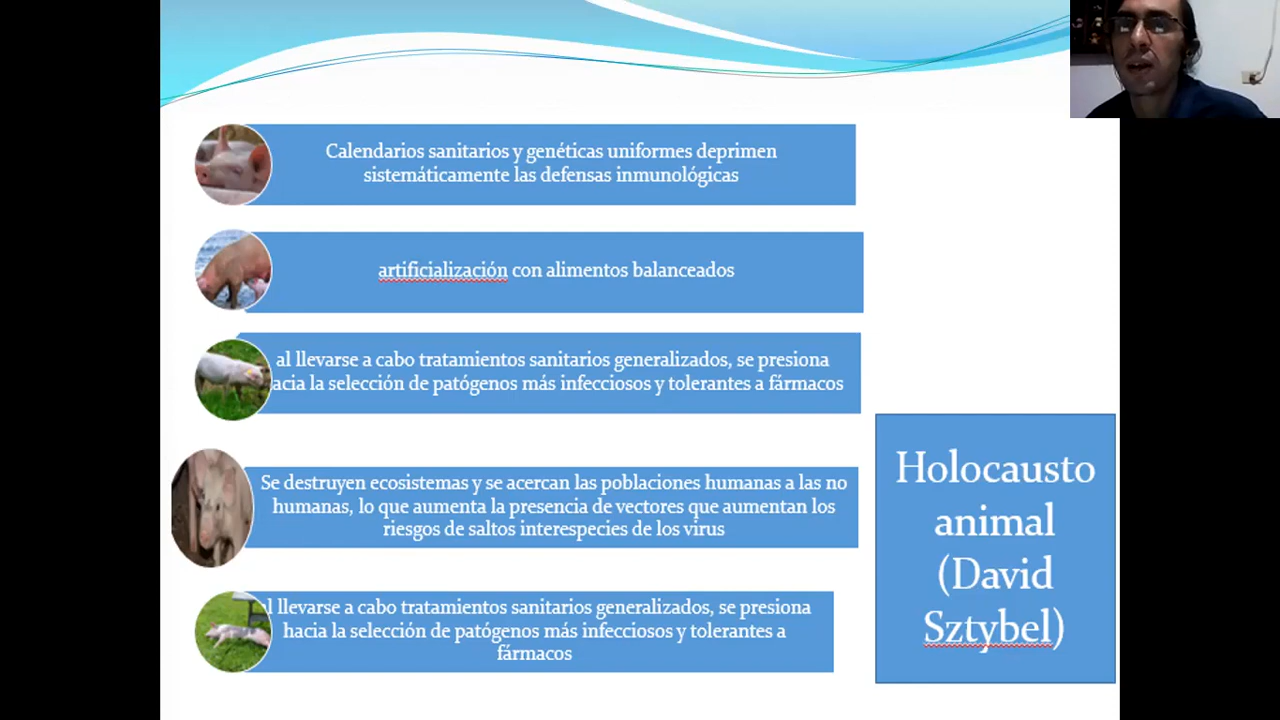 Calendarios sanitarios y genéticas uniformes deprimen
sistemáticamente las defensas inmunológicas
artificialización con alimentos balanceados
al llevarse a cabo tratamientos sanitarios generalizados, se presiona
acia la selección de patógenos más infecciosos y tolerantes a fármacos
Se destruyen ecosistemas y se acercan las poblaciones humanas a las no
humanas, lo que aumenta la presencia de vectores que aumentan los
riesgos de saltos interespecies de los virus
l llevarse a cabo tratamientos sanitarios generalizados, se presiona
hacia la selección de patógenos más infecciosos y tolerantes a
fármacos
Holocausto
animal
(David
Sztybel)